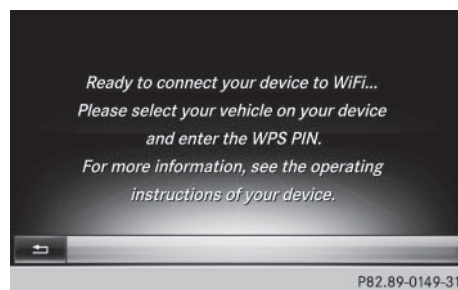 Ready to connect your device to WiFi...
Please select your vehicle on your device
and enter the WPS PIN.
For more information, see the operating
instructions of your device.
P82.89-0149-31